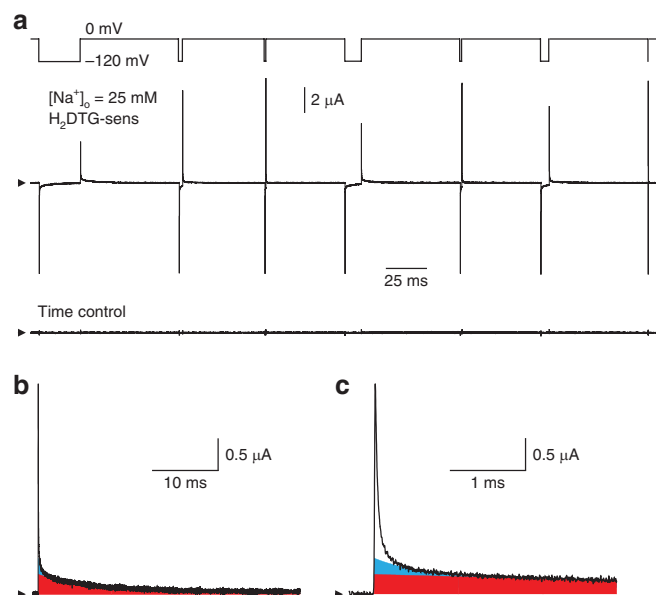 a
0 mV
−120 mV
[Na⁺]ₒ = 25 mM
H₂DTG-sens
2 μA
25 ms
Time control
b
0.5 μA
10 ms
c
0.5 μA
1 ms